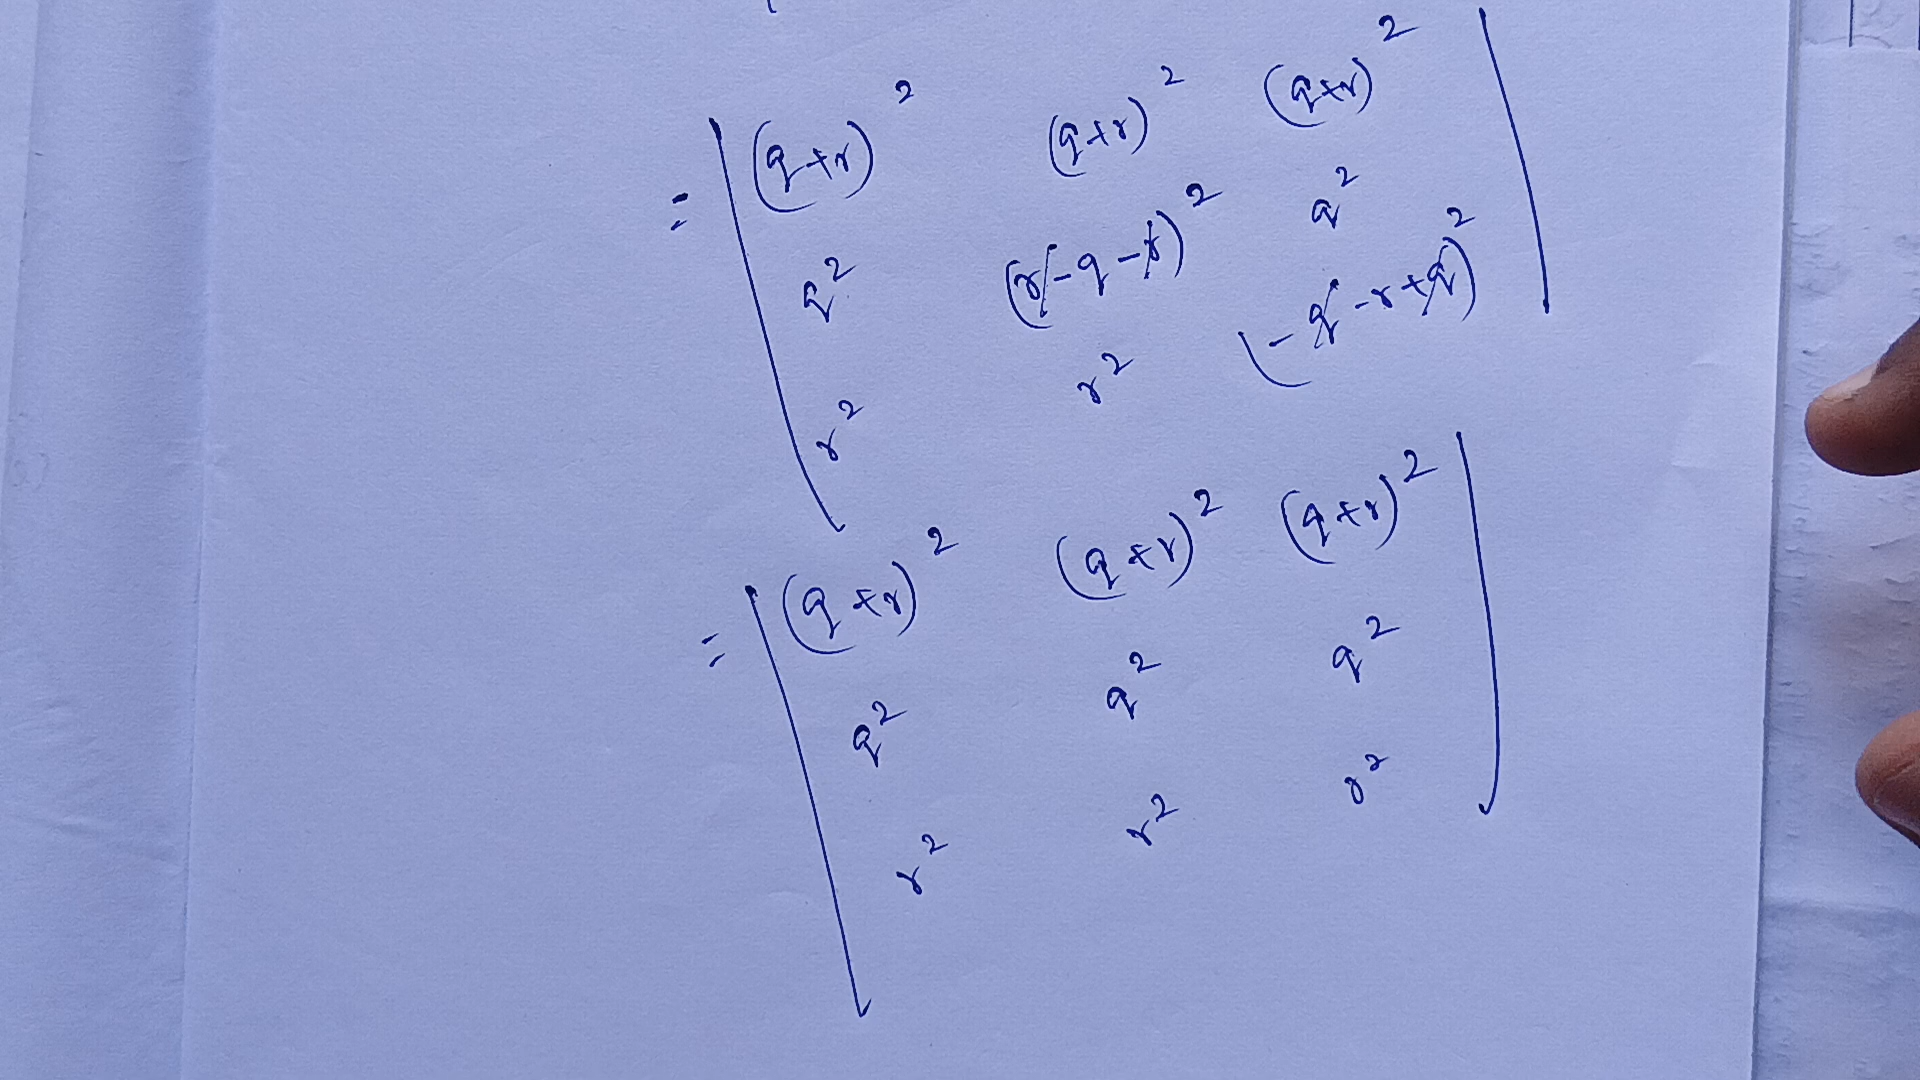 = | (q+r)² (q+r)² (q+r)² |
q² (r-q-r)² q²
r² r² (-q-r+q)²
= | (q+r)² (q+r)² (q+r)² |
q² q² q²
r² r² r²